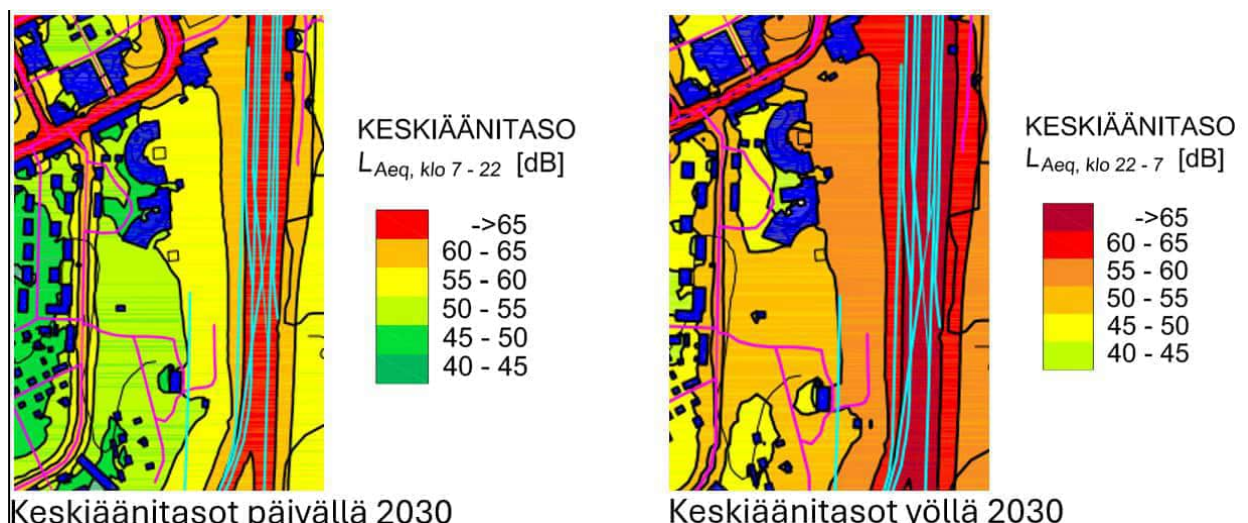 KESKIÄÄNITASO
LAeq, klo 7 - 22 [dB]
->65
60 - 65
55 - 60
50 - 55
45 - 50
40 - 45
Keskiäänitasot päivällä 2030
KESKIÄÄNITASO
LAeq, klo 22 - 7 [dB]
->65
60 - 65
55 - 60
50 - 55
45 - 50
40 - 45
Keskiäänitasot yöllä 2030